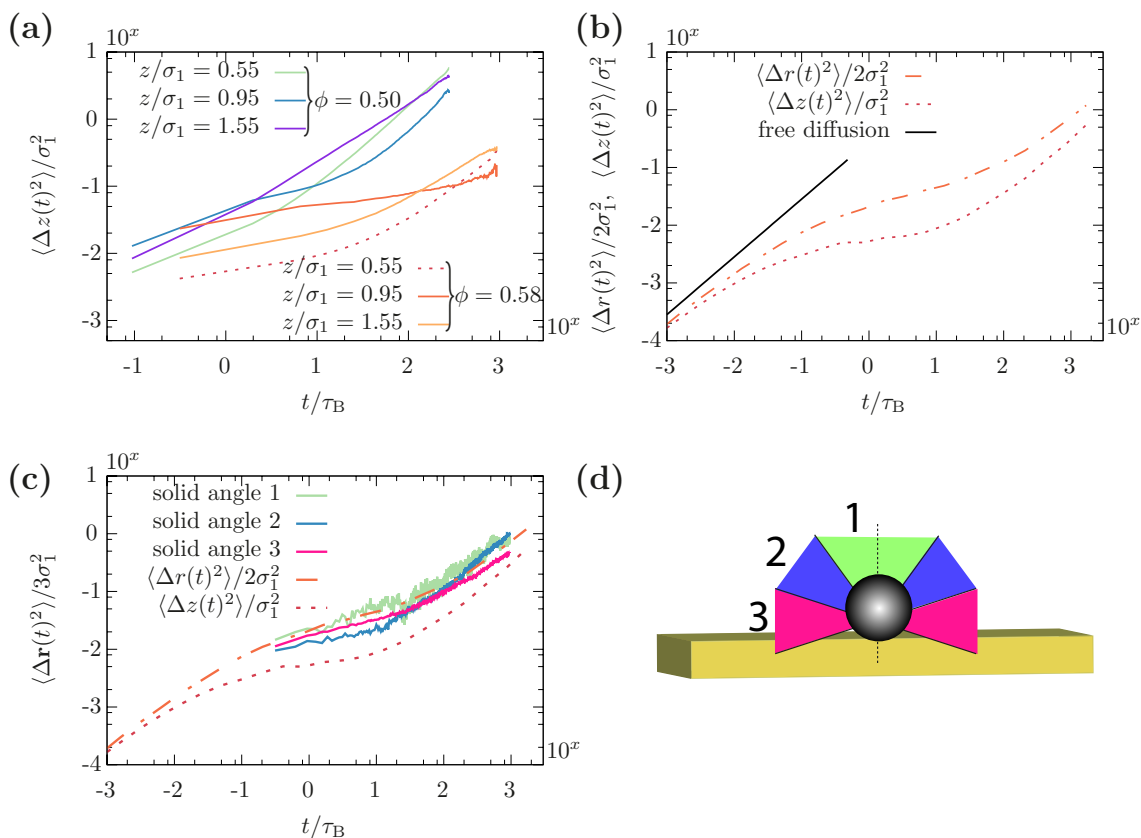 (a)
10^x
⟨Δz(t)²⟩/σ₁²
1
0
-1
-2
-3
z/σ₁ = 0.55
z/σ₁ = 0.95
z/σ₁ = 1.55
ϕ = 0.50
z/σ₁ = 0.55
z/σ₁ = 0.95
z/σ₁ = 1.55
ϕ = 0.58
10^x
-1 0 1 2 3
t/τ_B
(b)
10^x
⟨Δr(t)²⟩/2σ₁², ⟨Δz(t)²⟩/σ₁²
1
0
-1
-2
-3
-4
⟨Δr(t)²⟩/2σ₁²
⟨Δz(t)²⟩/σ₁²
free diffusion
10^x
-3 -2 -1 0 1 2 3
t/τ_B
(c)
10^x
⟨Δr(t)²⟩/3σ₁²
1
0
-1
-2
-3
-4
solid angle 1
solid angle 2
solid angle 3
⟨Δr(t)²⟩/2σ₁²
⟨Δz(t)²⟩/σ₁²
10^x
-3 -2 -1 0 1 2 3
t/τ_B
(d)
1
2
3